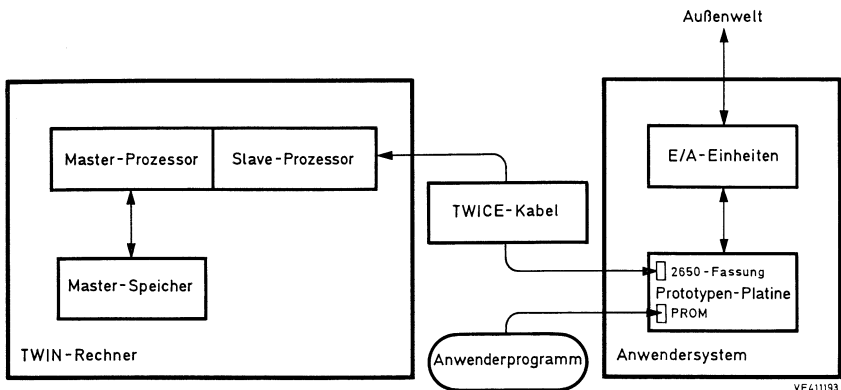 Außenwelt
Master-Prozessor
Slave-Prozessor
E/A-Einheiten
TWICE-Kabel
Master-Speicher
2650-Fassung
Prototypen-Platine
PROM
TWIN-Rechner
Anwenderprogramm
Anwendersystem
VE411193